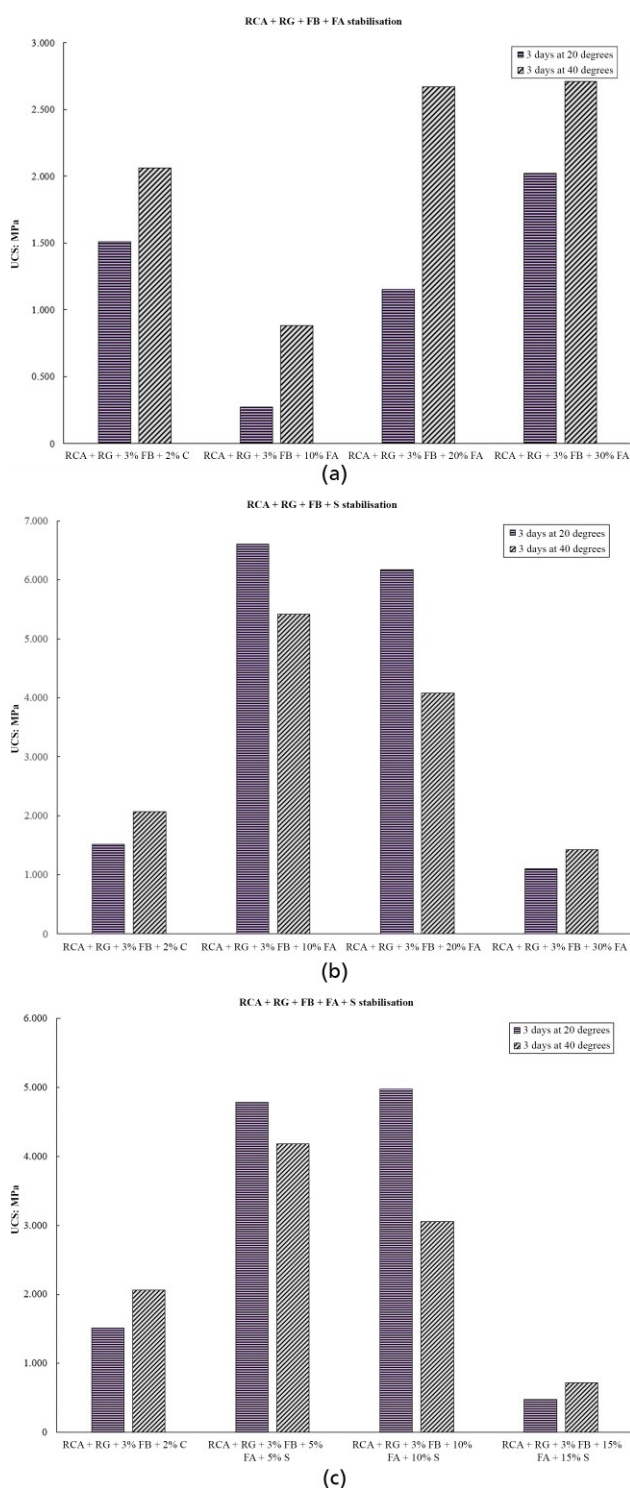 RCA + RG + FB + FA stabilisation
3.000
2.500
2.000
1.500
1.000
0.500
0
UCS: MPa
3 days at 20 degrees
3 days at 40 degrees
RCA + RG + 3% FB + 2% C
RCA + RG + 3% FB + 10% FA
RCA + RG + 3% FB + 20% FA
RCA + RG + 3% FB + 30% FA
(a)
RCA + RG + FB + S stabilisation
7.000
6.000
5.000
4.000
3.000
2.000
1.000
0
UCS: MPa
3 days at 20 degrees
3 days at 40 degrees
RCA + RG + 3% FB + 2% C
RCA + RG + 3% FB + 10% FA
RCA + RG + 3% FB + 20% FA
RCA + RG + 3% FB + 30% FA
(b)
RCA + RG + FB + FA + S stabilisation
6.000
5.000
4.000
3.000
2.000
1.000
0
UCS: MPa
3 days at 20 degrees
3 days at 40 degrees
RCA + RG + 3% FB + 2% C
RCA + RG + 3% FB + 5%
FA + 5% S
RCA + RG + 3% FB + 10%
FA + 10% S
RCA + RG + 3% FB + 15%
FA + 15% S
(c)